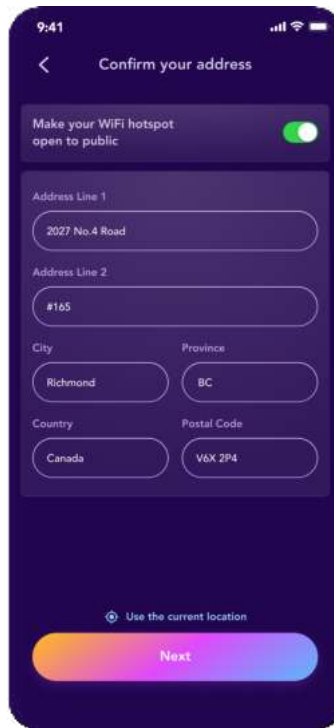 9:41
Confirm your address
Make your WiFi hotspot
open to public
Address Line 1
2027 No.4 Road
Address Line 2
#165
City Province
Richmond BC
Country Postal Code
Canada V6X 2P4
Use the current location
Next